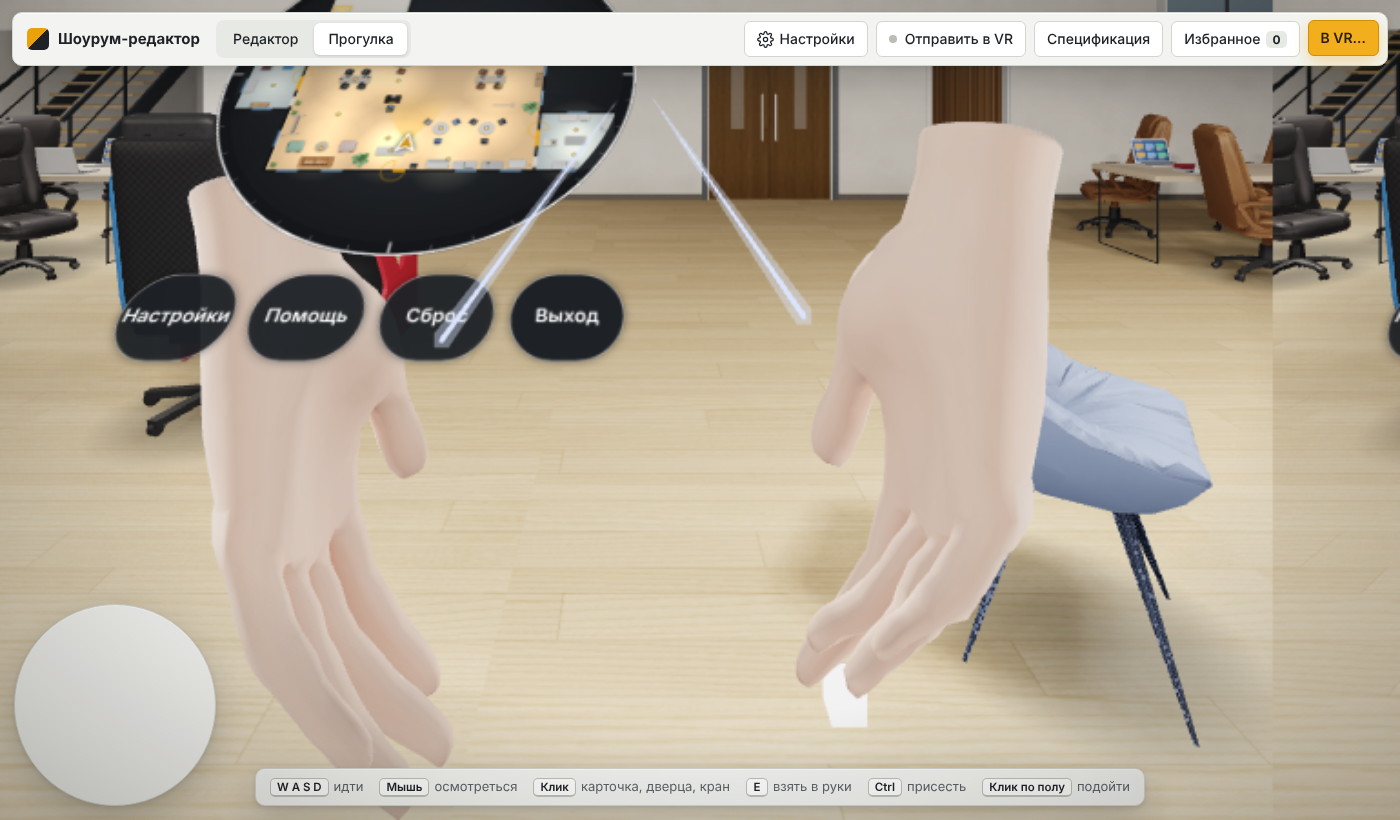 Шоурум-редактор
Редактор
Прогулка
Настройки
Отправить в VR
Спецификация
Избранное 0
В VR...
Настройки
Помощь
Сброс
Выход
W A S D идти Мышь осмотреться Клик карточка, дверца, кран E взять в руки Ctrl присесть Клик по полу подойти